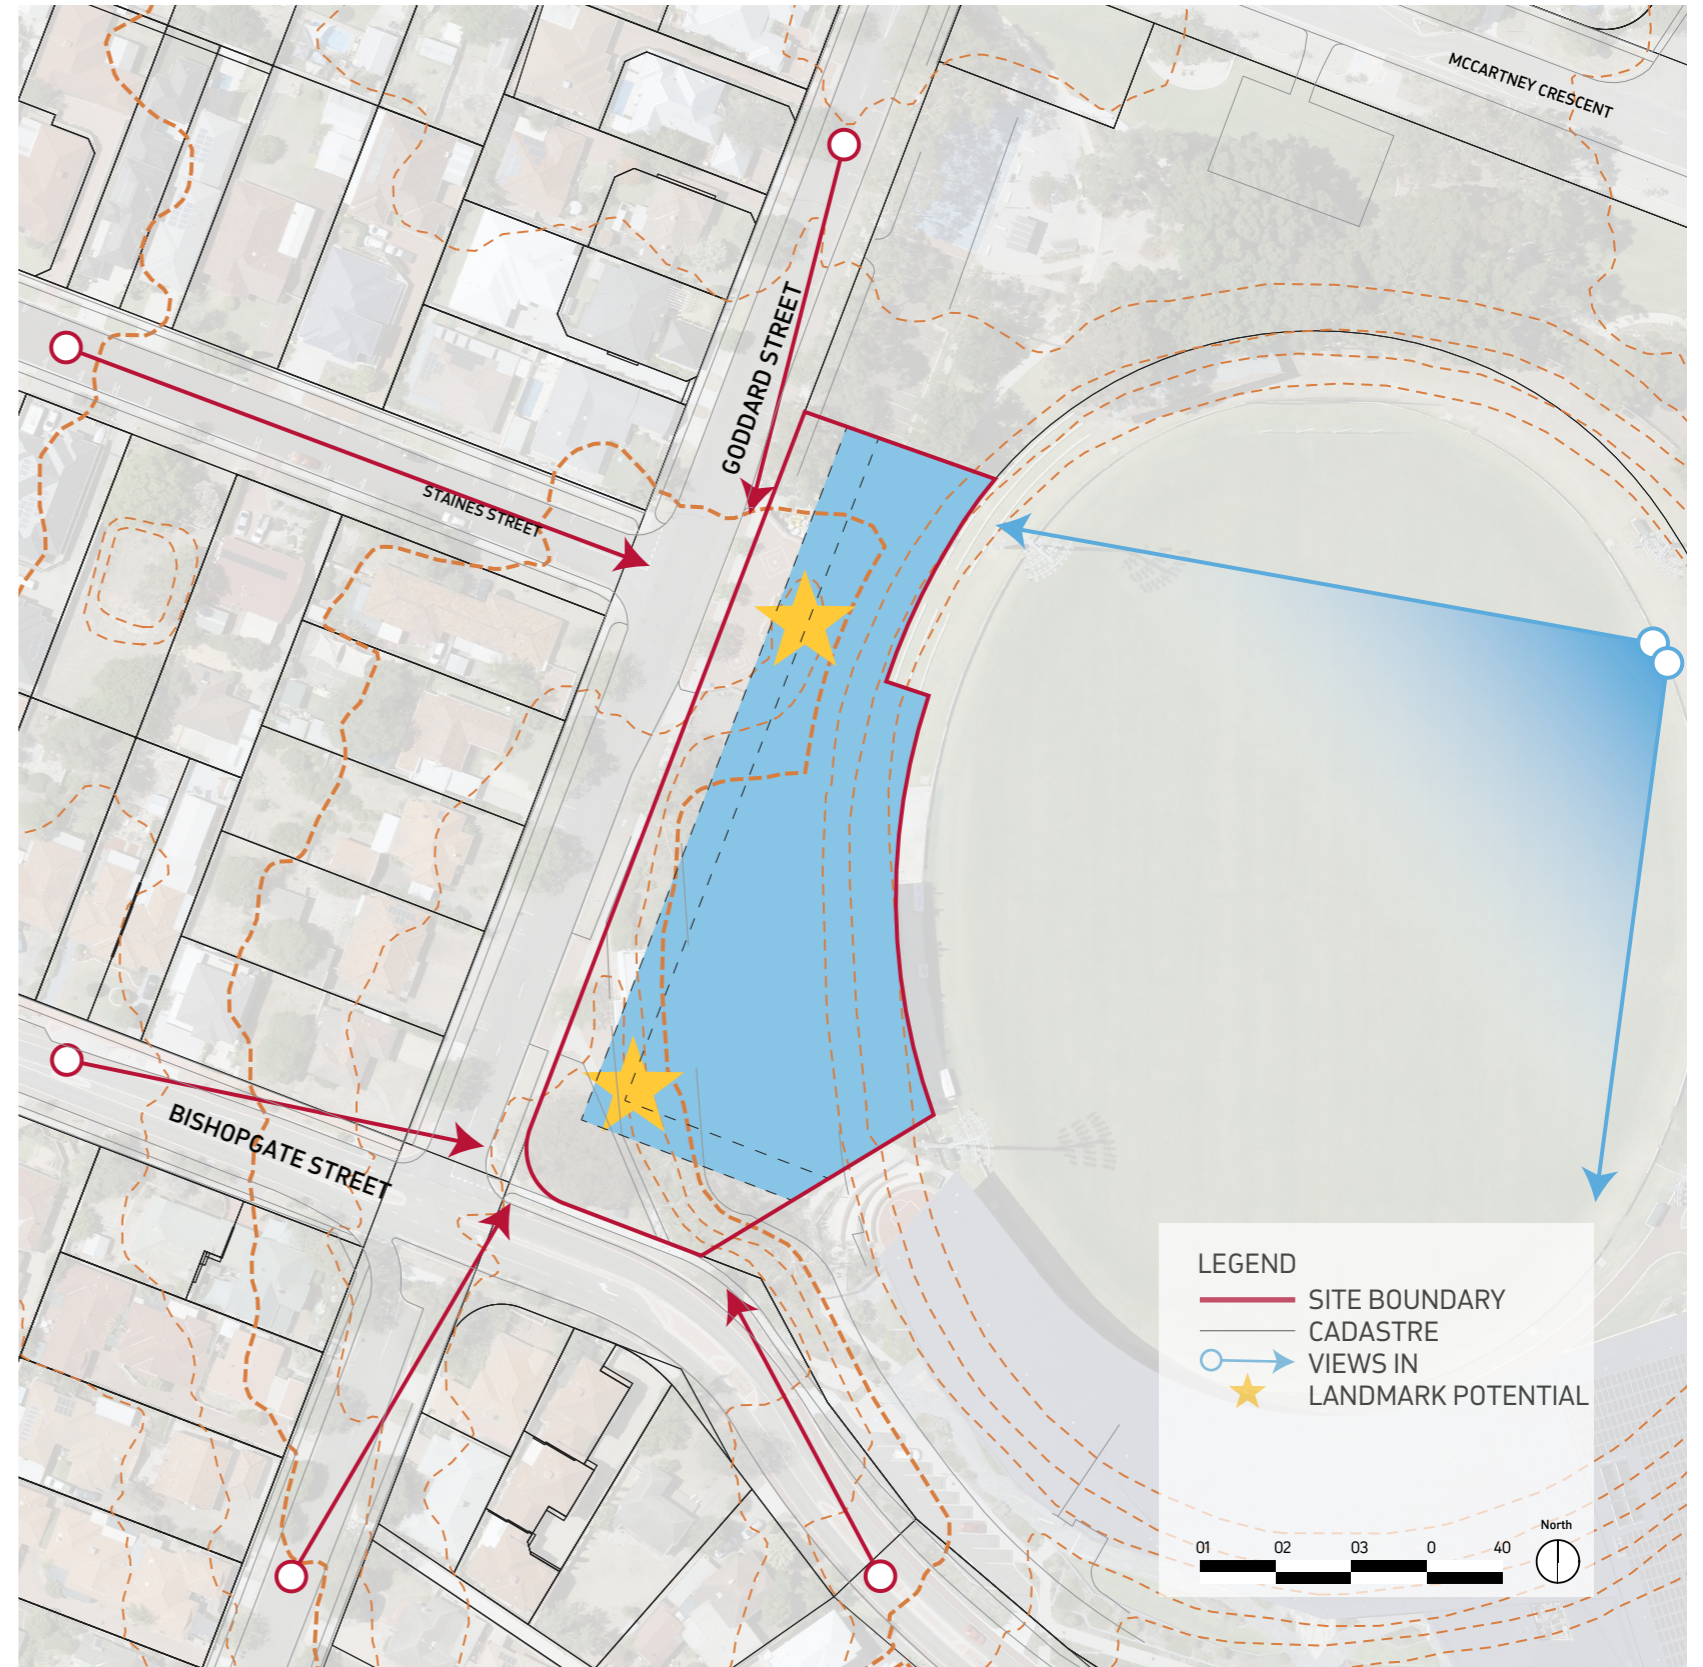 MCCARTNEY CRESCENT
GODDARD STREET
STAINES STREET
BISHOPGATE STREET
LEGEND
SITE BOUNDARY
CADASTRE
VIEWS IN
LANDMARK POTENTIAL
North
01 02 03 0 40